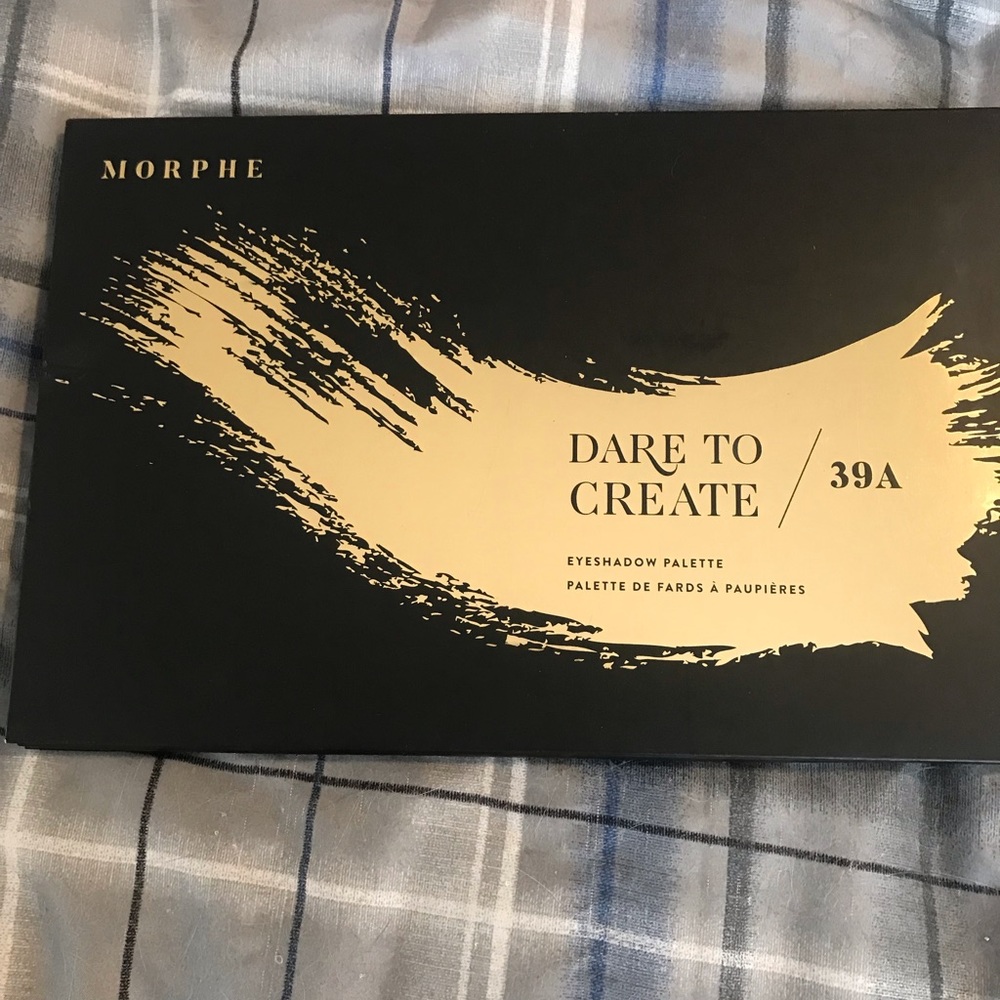 MORPHE
DARE TO
CREATE
39A
EYESHADOW PALETTE
PALETTE DE FARDS À PAUPIÈRES